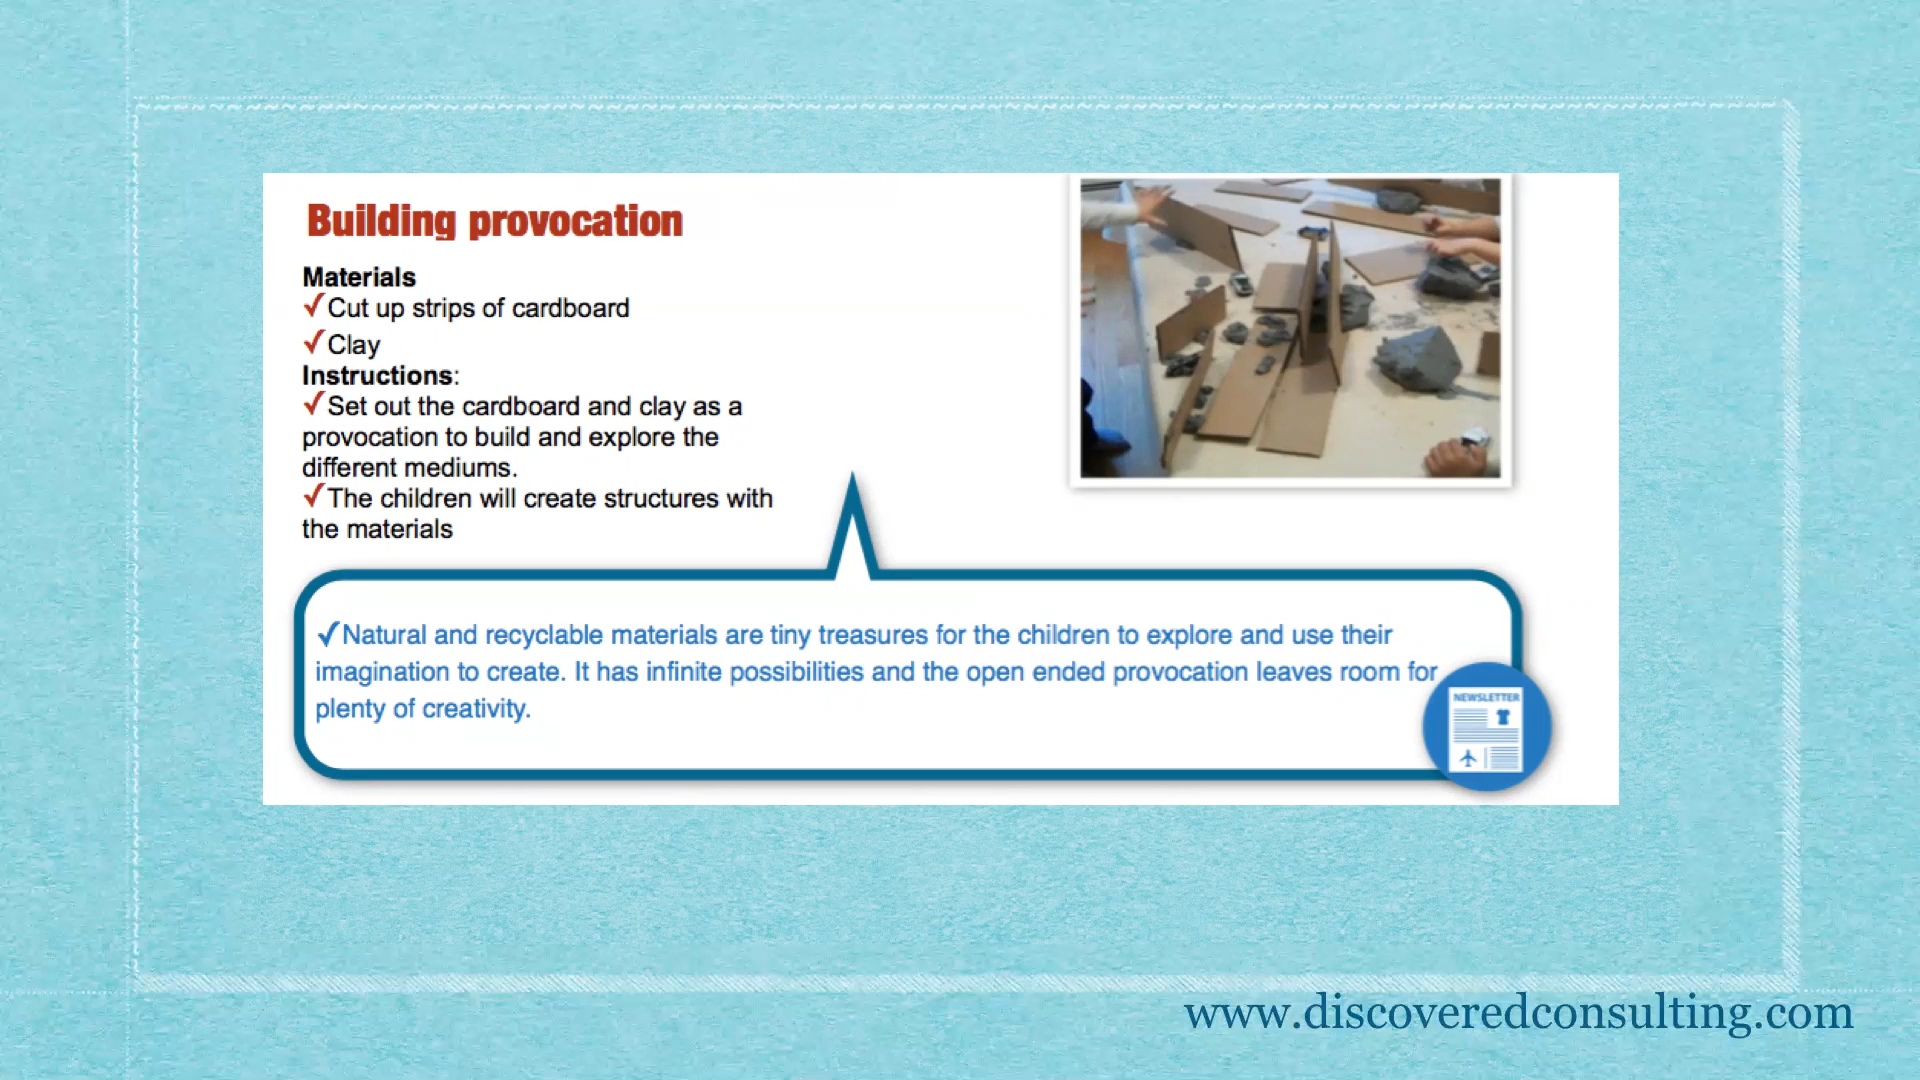 Building provocation
Materials
✓Cut up strips of cardboard
✓Clay
Instructions:
✓Set out the cardboard and clay as a
provocation to build and explore the
different mediums.
✓The children will create structures with
the materials
✓Natural and recyclable materials are tiny treasures for the children to explore and use their
imagination to create. It has infinite possibilities and the open ended provocation leaves room for
plenty of creativity.
NEWSLETTER
www.discoveredconsulting.com